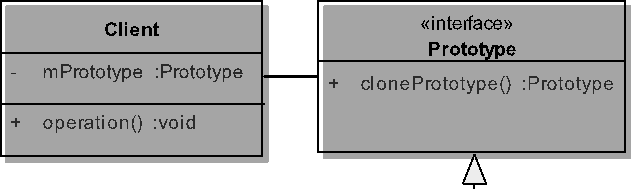 Client
- mPrototype :Prototype
+ operation() :void
«interface»
Prototype
+ clonePrototype() :Prototype